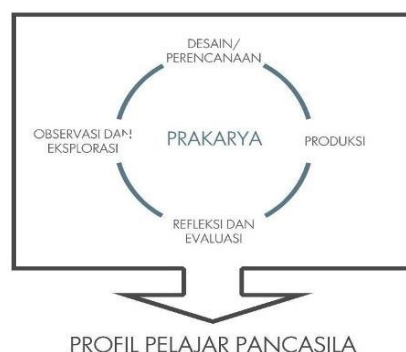 DESAIN/
PERENCANAAN
OBSERVASI DAN
EKSPLORASI
PRAKARYA
PRODUKSI
REFLEKSI DAN
EVALUASI
PROFIL PELAJAR PANCASILA